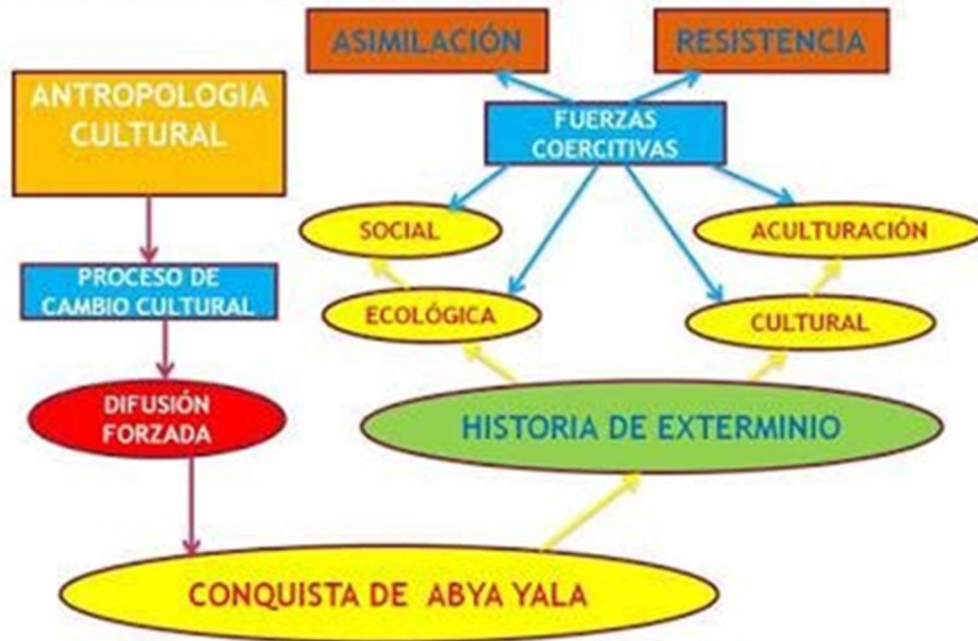 ASIMILACIÓN
RESISTENCIA
ANTROPOLOGIA
CULTURAL
FUERZAS
COERCITIVAS
SOCIAL
ACULTURACIÓN
PROCESO DE
CAMBIO CULTURAL
ECOLÓGICA
CULTURAL
DIFUSIÓN
FORZADA
HISTORIA DE EXTERMINIO
CONQUISTA DE ABYA YALA